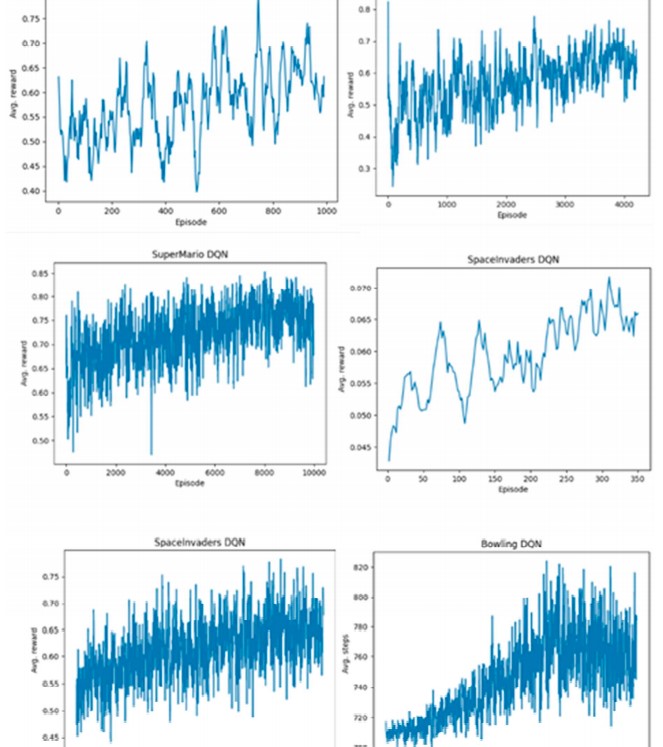 0.75
0.70
0.65
0.60
0.55
0.50
0.45
0.40
Avg. reward
0 200 400 600 800 1000
Episode
0.8
0.7
0.6
0.5
0.4
0.3
Avg. reward
0 1000 2000 3000 4000
Episode
SuperMario DQN
0.85
0.80
0.75
0.70
0.65
0.60
0.55
0.50
Avg. reward
0 2000 4000 6000 8000 10000
Episode
SpaceInvaders DQN
0.070
0.065
0.060
0.055
0.050
0.045
Avg. reward
0 50 100 150 200 250 300 350
Episode
SpaceInvaders DQN
0.75
0.70
0.65
0.60
0.55
0.50
0.45
Avg. reward
Bowling DQN
820
800
780
760
740
720
Avg. steps